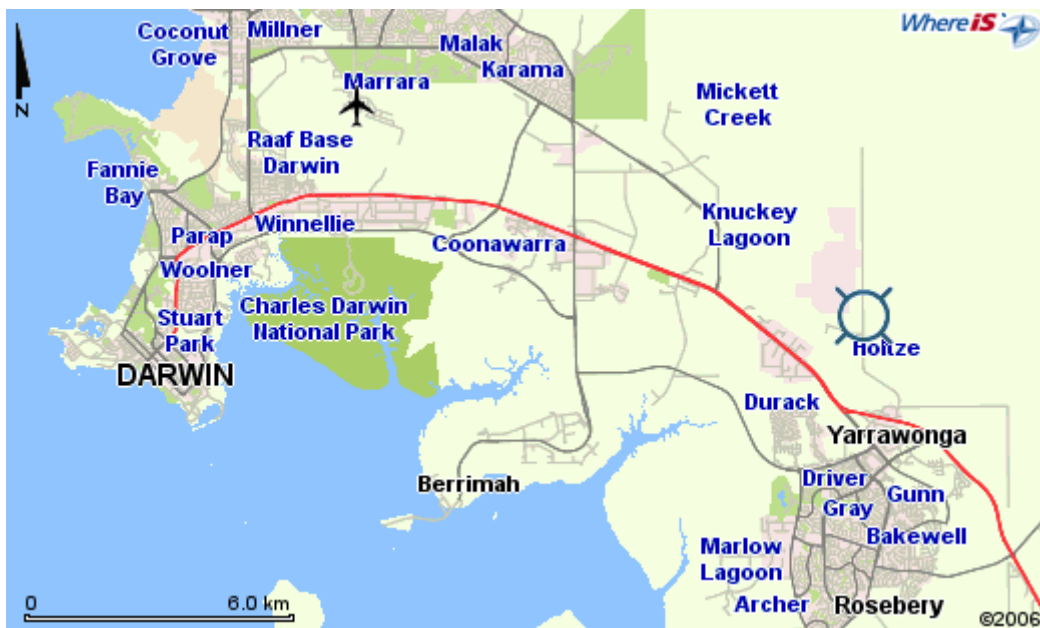 WhereiS
Coconut
Grove
Millner
Malak
Karama
Marrara
Mickett
Creek
N
Raaf Base
Darwin
Fannie
Bay
Knuckey
Lagoon
Winnellie
Parap
Coonawarra
Woolner
Charles Darwin
National Park
Stuart
Park
Holtze
DARWIN
Durack
Yarrawonga
Berrimah
Driver
Gunn
Gray
Bakewell
Marlow
Lagoon
Archer
Rosebery
0 6.0 km
©2006